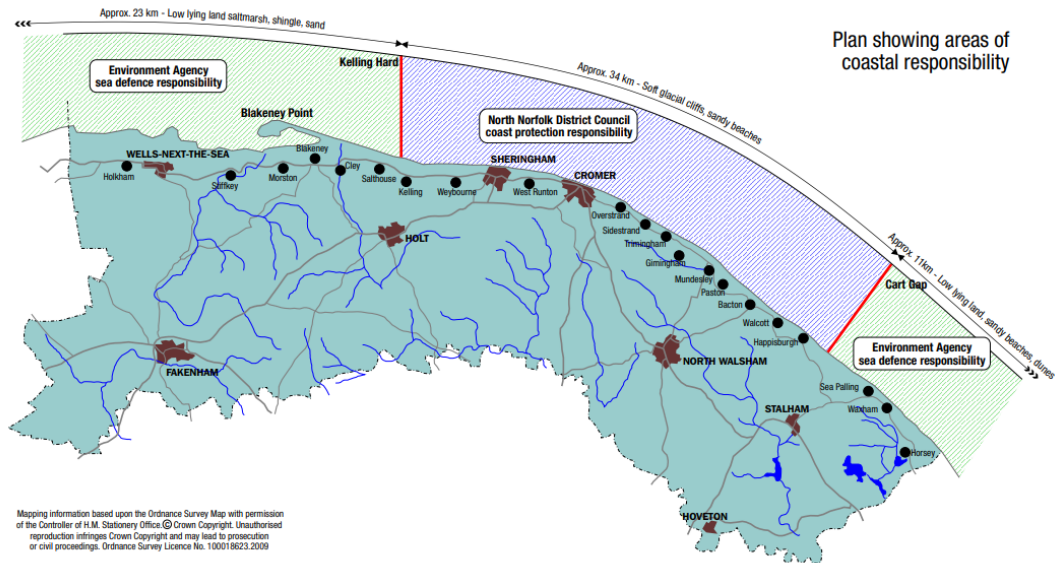 Approx. 23 km - Low lying land saltmarsh, shingle, sand
Plan showing areas of
coastal responsibility
Kelling Hard
Approx. 34 km - Soft glacial cliffs, sandy beaches
Environment Agency
sea defence responsibility
North Norfolk District Council
coast protection responsibility
Blakeney Point
WELLS-NEXT-THE-SEA
Blakeney
SHERINGHAM
Holkham
Stiffkey
Morston
Cley
Salthouse
Kelling
Weybourne
West Runton
CROMER
Overstrand
Sidestrand
Trimingham
HOLT
Gimingham
Mundesley
Paston
Approx. 11km - Low lying land, sandy beaches, dunes
Cart Gap
Bacton
Walcott
Happisburgh
Environment Agency
sea defence responsibility
FAKENHAM
NORTH WALSHAM
Sea Palling
STALHAM
Waxham
Horsey
HOVETON
Mapping information based upon the Ordnance Survey Map with permission
of the Controller of H.M. Stationery Office.© Crown Copyright. Unauthorised
reproduction infringes Crown Copyright and may lead to prosecution
or civil proceedings. Ordnance Survey Licence No. 100018623.2009